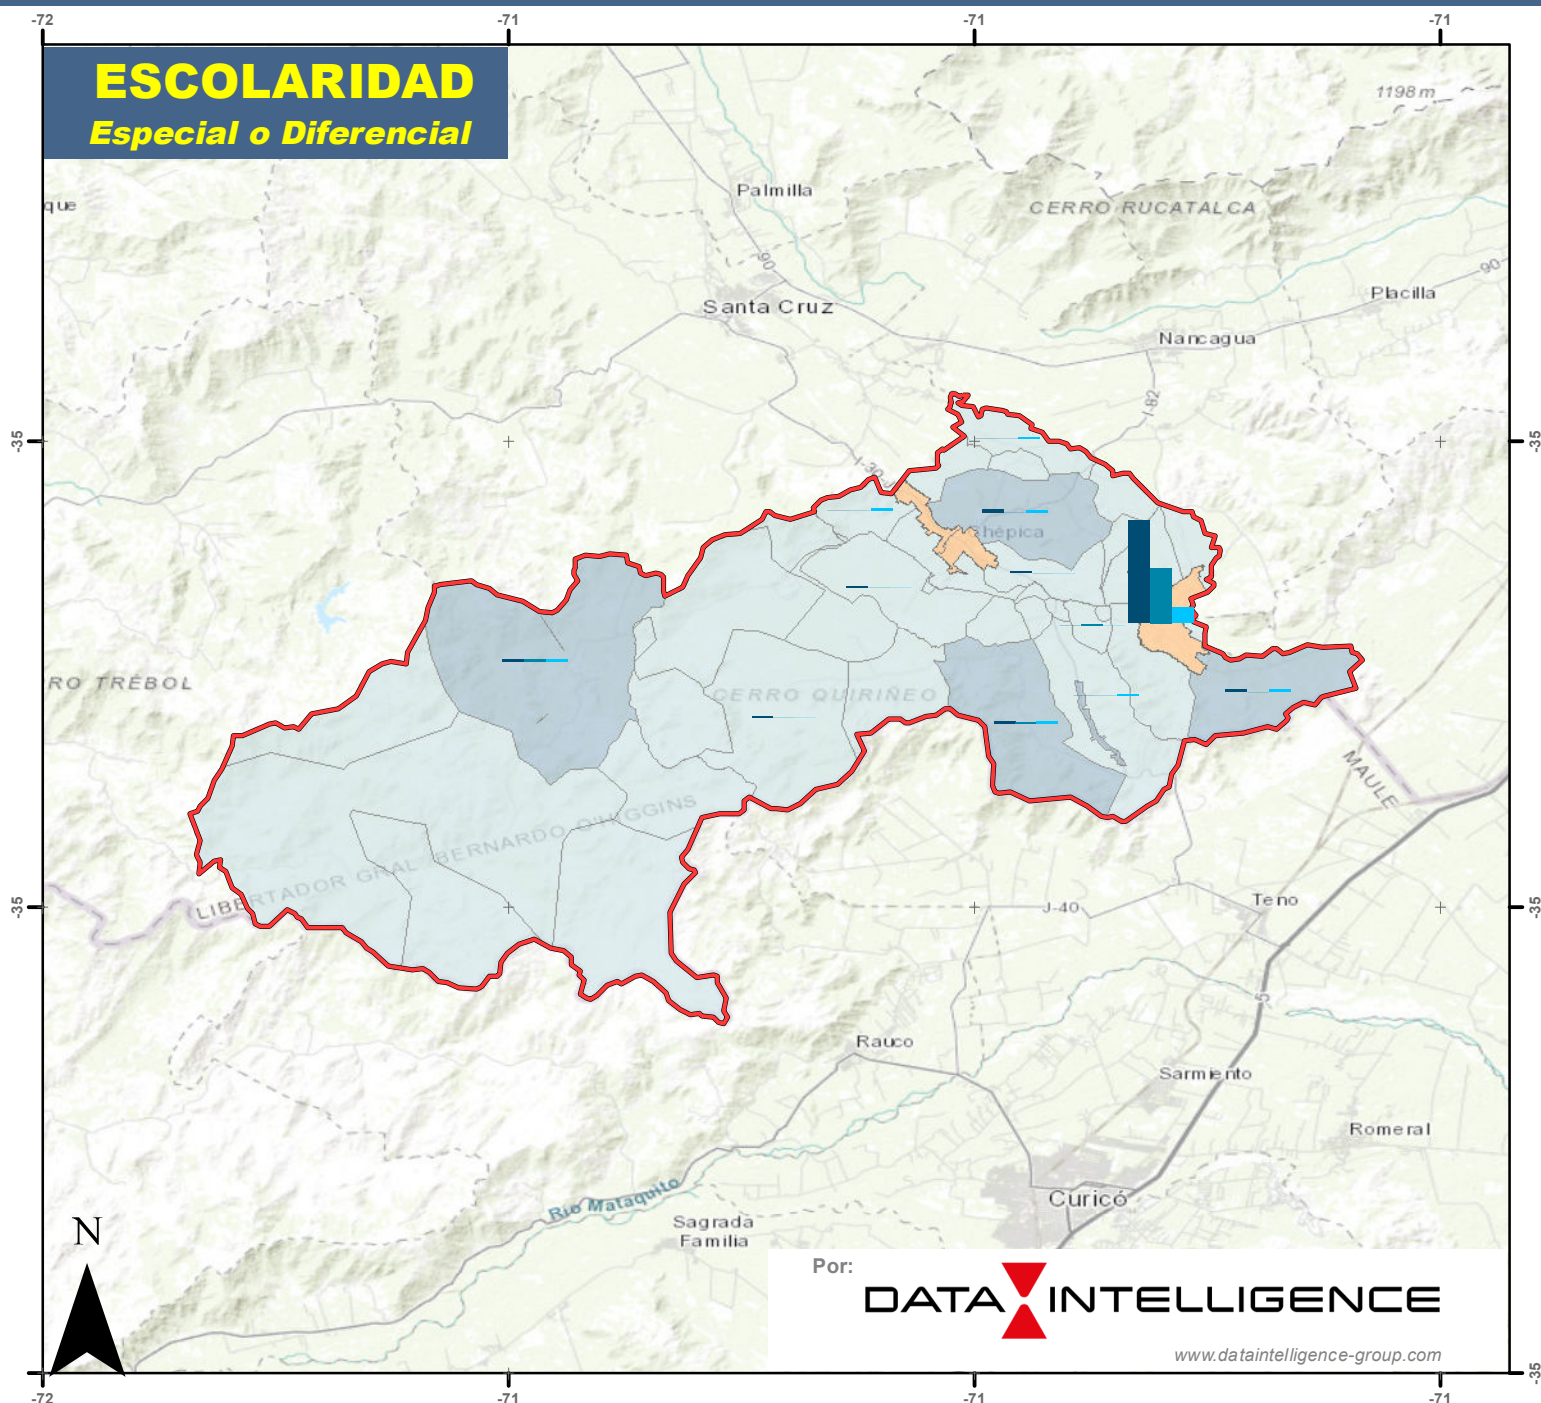 -72
-71
-71
-71
ESCOLARIDAD
Especial o Diferencial
1198 m
Palmilla
que
CERRO RUCATALCA
90
90
Placilla
Santa Cruz
Nancagua
I-82
-35
-35
I-30-J
Chépica
RO TRÉBOL
CERRO QUIRIÑEO
MAULE
LIBERTADOR GRAL BERNARDO O'HIGGINS
-35
-35
J-40
Teno
5
Rauco
Sarmiento
Romeral
Río Mataquito
Curicó
Sagrada
Familia
N
Por:
DATA INTELLIGENCE
www.dataintelligence-group.com
-35
-35
-72
-71
-71
-71